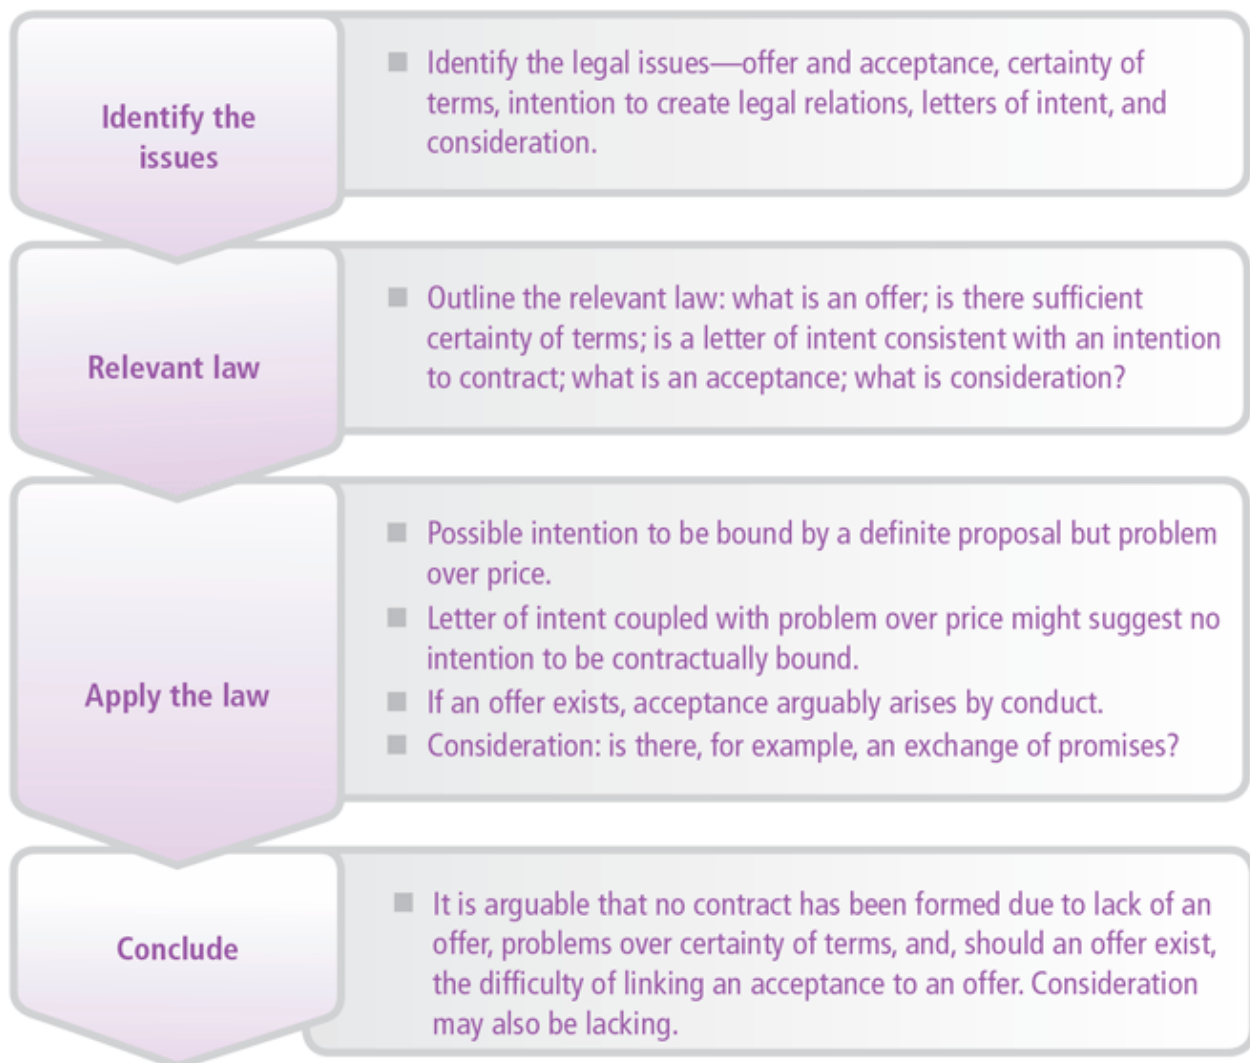 Identify the
issues
■ Identify the legal issues—offer and acceptance, certainty of
terms, intention to create legal relations, letters of intent, and
consideration.
Relevant law
■ Outline the relevant law: what is an offer; is there sufficient
certainty of terms; is a letter of intent consistent with an intention
to contract; what is an acceptance; what is consideration?
Apply the law
■ Possible intention to be bound by a definite proposal but problem
over price.
■ Letter of intent coupled with problem over price might suggest no
intention to be contractually bound.
■ If an offer exists, acceptance arguably arises by conduct.
■ Consideration: is there, for example, an exchange of promises?
Conclude
■ It is arguable that no contract has been formed due to lack of an
offer, problems over certainty of terms, and, should an offer exist,
the difficulty of linking an acceptance to an offer. Consideration
may also be lacking.